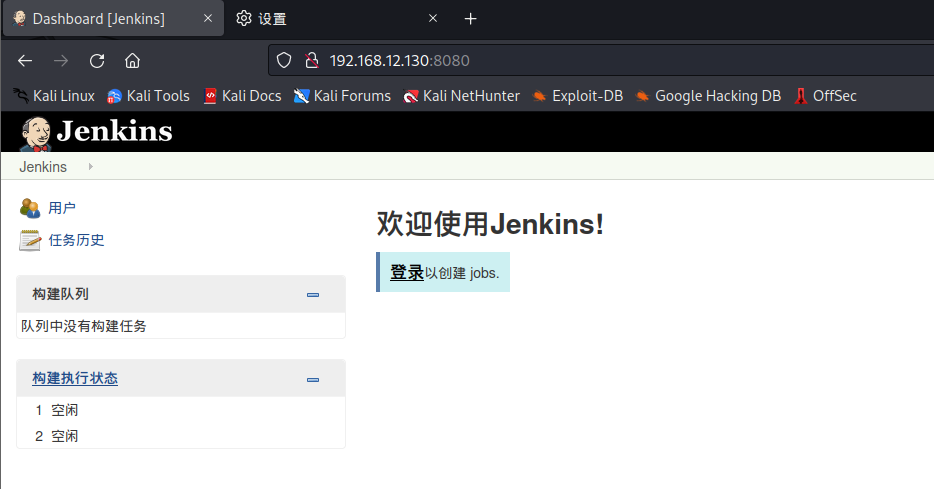 Dashboard [Jenkins]
设置
192.168.12.130:8080
Kali Linux Kali Tools Kali Docs Kali Forums Kali NetHunter Exploit-DB Google Hacking DB OffSec
Jenkins
Jenkins
用户
任务历史
构建队列
队列中没有构建任务
构建执行状态
1 空闲
2 空闲
欢迎使用Jenkins!
登录以创建 jobs.